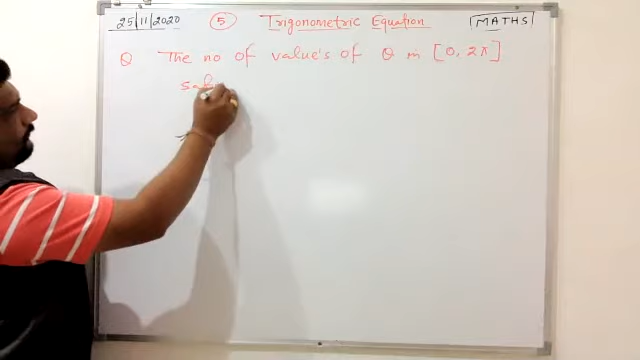 25/11/2020 5 Trigonometric Equation MATHS
Q The no of value's of θ in [0, 2π]